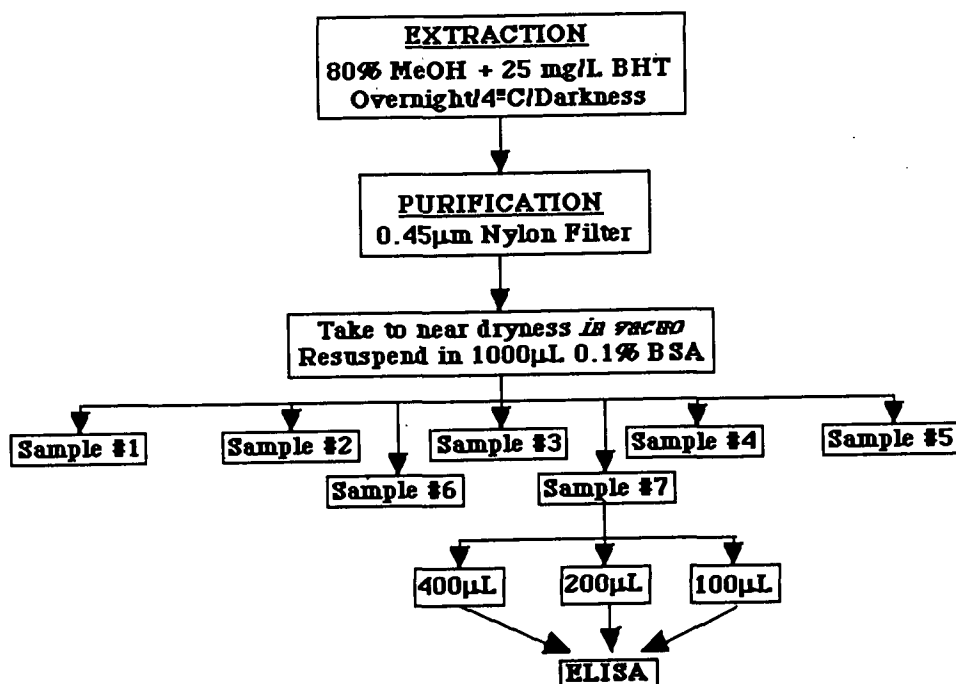 EXTRACTION
80% MeOH + 25 mg/L BHT
Overnight/4°C/Darkness
PURIFICATION
0.45µm Nylon Filter
Take to near dryness in vacuo
Resuspend in 1000µL 0.1% BSA
Sample #1
Sample #2
Sample #3
Sample #4
Sample #5
Sample #6
Sample #7
400µL
200µL
100µL
ELISA